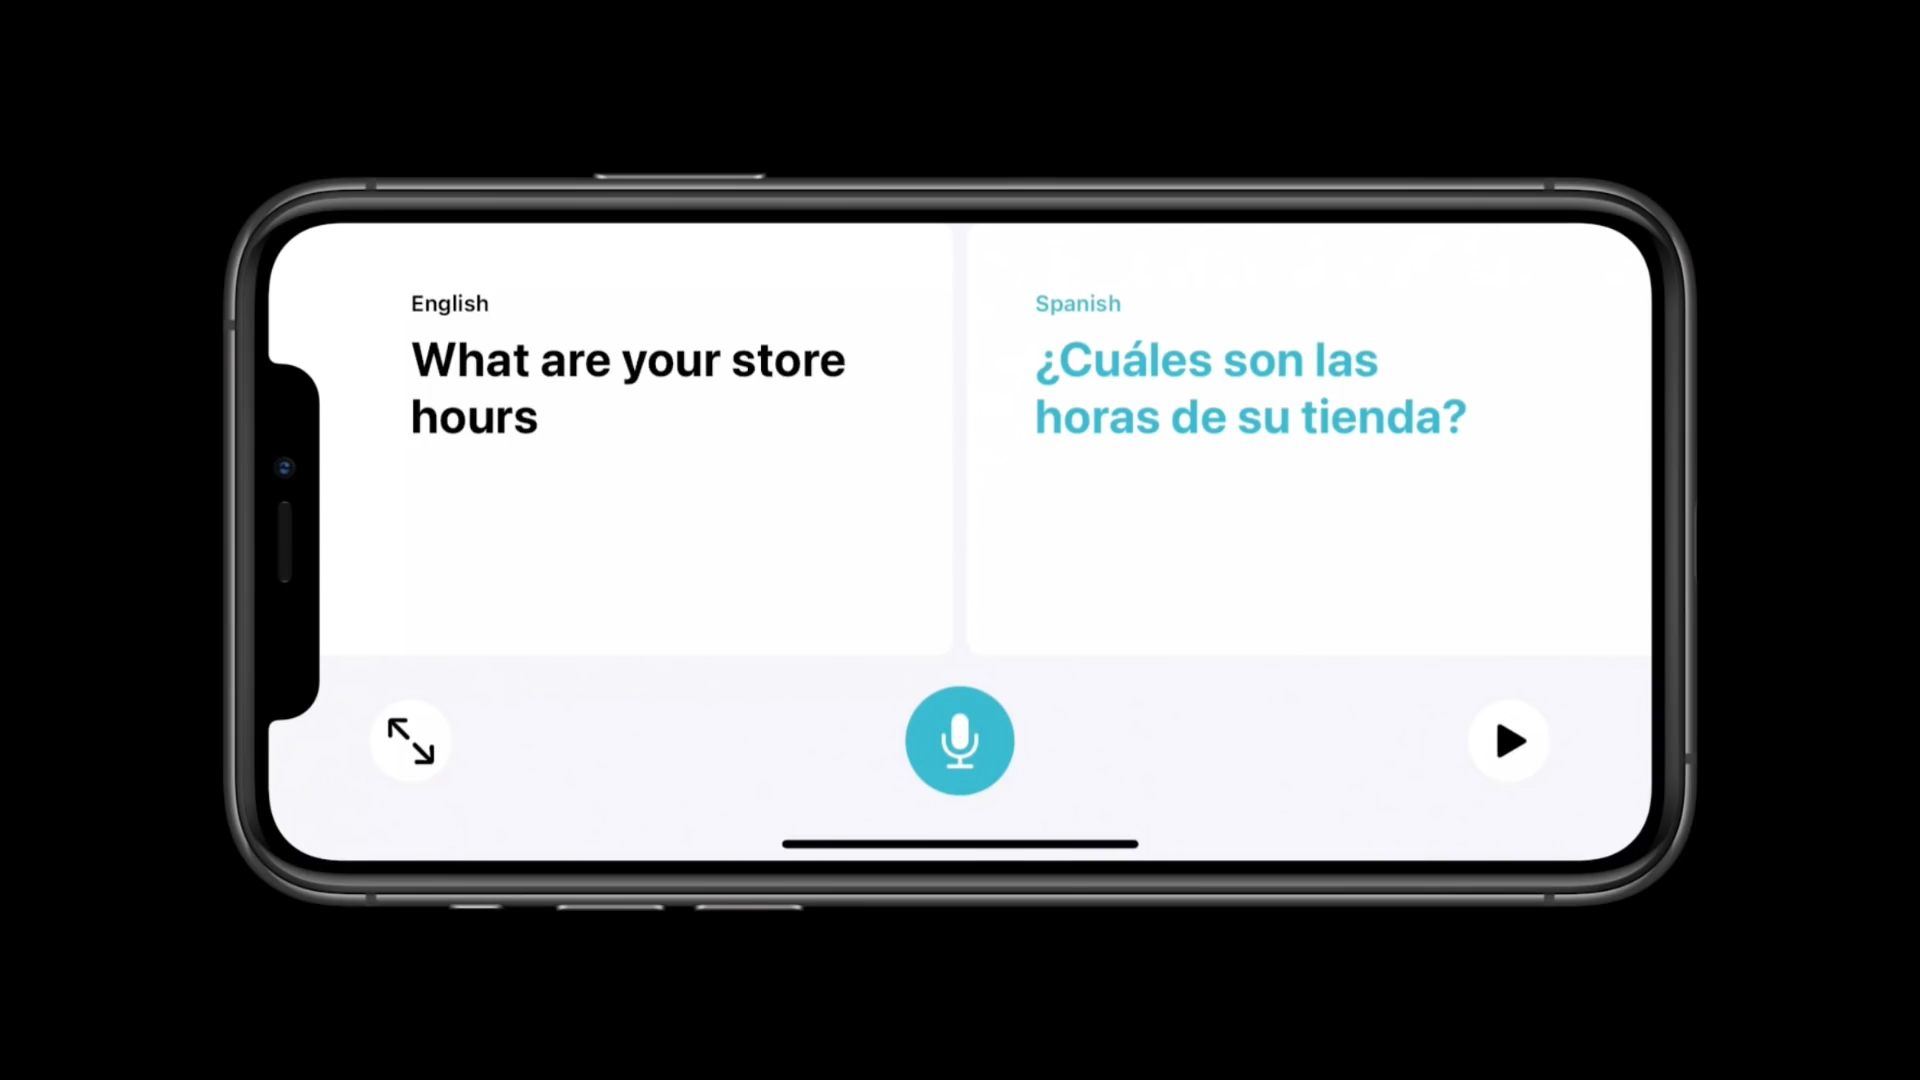 English
What are your store
hours
Spanish
¿Cuáles son las
horas de su tienda?